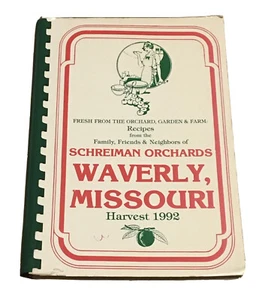 FRESH FROM THE ORCHARD, GARDEN & FARM:
Recipes
from the
Family, Friends & Neighbors of
SCHREIMAN ORCHARDS
WAVERLY,
MISSOURI
Harvest 1992